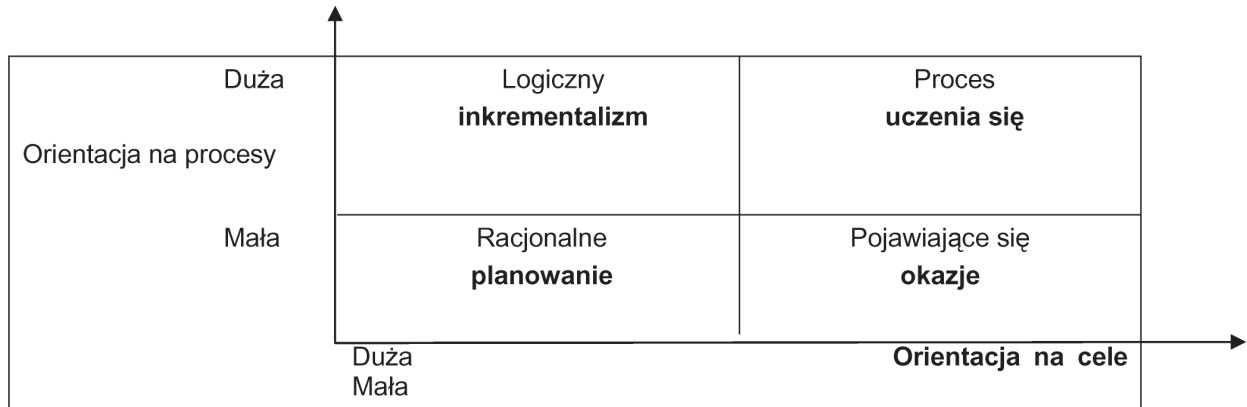 Duża
Logiczny
inkrementalizm
Proces
uczenia się
Orientacja na procesy
Mała
Racjonalne
planowanie
Pojawiające się
okazje
Duża
Orientacja na cele
Mała